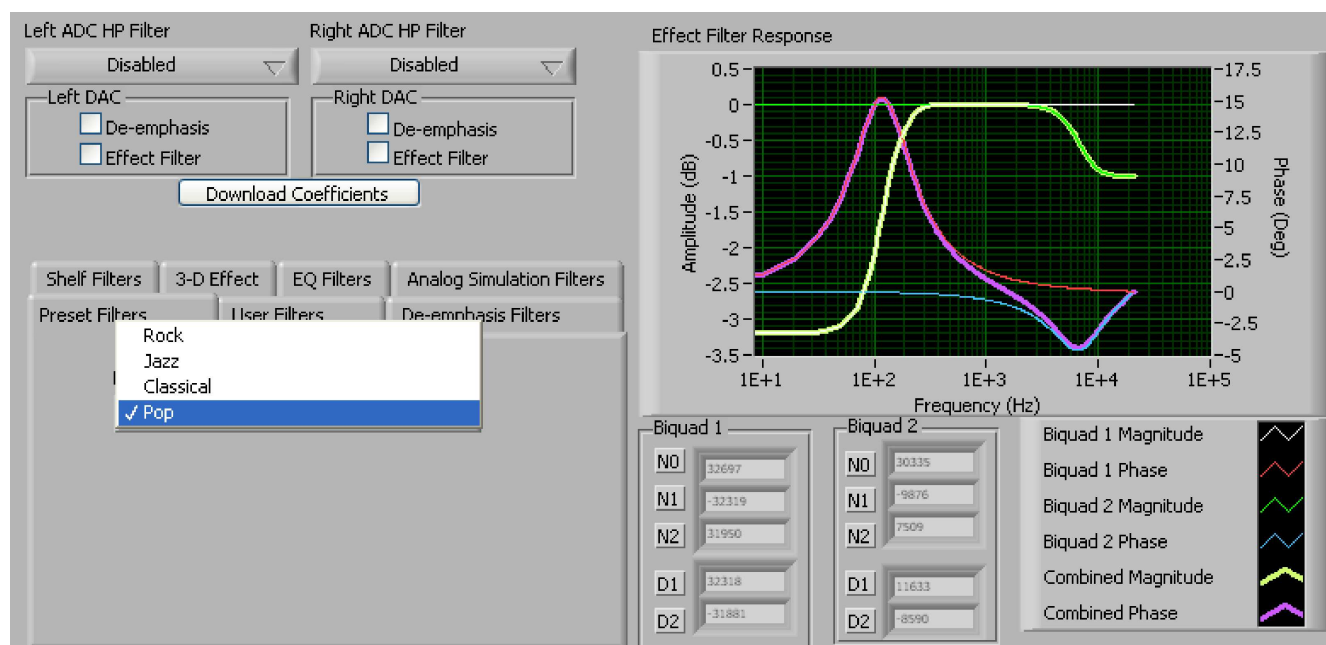 Left ADC HP Filter
Disabled
Right ADC HP Filter
Disabled
Left DAC
De-emphasis
Effect Filter
Right DAC
De-emphasis
Effect Filter
Download Coefficients
Shelf Filters 3-D Effect EQ Filters Analog Simulation Filters
Preset Filters User Filters De-emphasis Filters
Rock
Jazz
Classical
✓ Pop
Effect Filter Response
Amplitude (dB)
0.5
0
-0.5
-1
-1.5
-2
-2.5
-3
-3.5
17.5
15
12.5
10
7.5
5
2.5
0
-2.5
-5
Phase (Deg)
1E+1 1E+2 1E+3 1E+4 1E+5
Frequency (Hz)
Biquad 1
N0 32697
N1 -32319
N2 31950
D1 32318
D2 -31881
Biquad 2
N0 30335
N1 -9876
N2 7509
D1 11633
D2 -8590
Biquad 1 Magnitude
Biquad 1 Phase
Biquad 2 Magnitude
Biquad 2 Phase
Combined Magnitude
Combined Phase